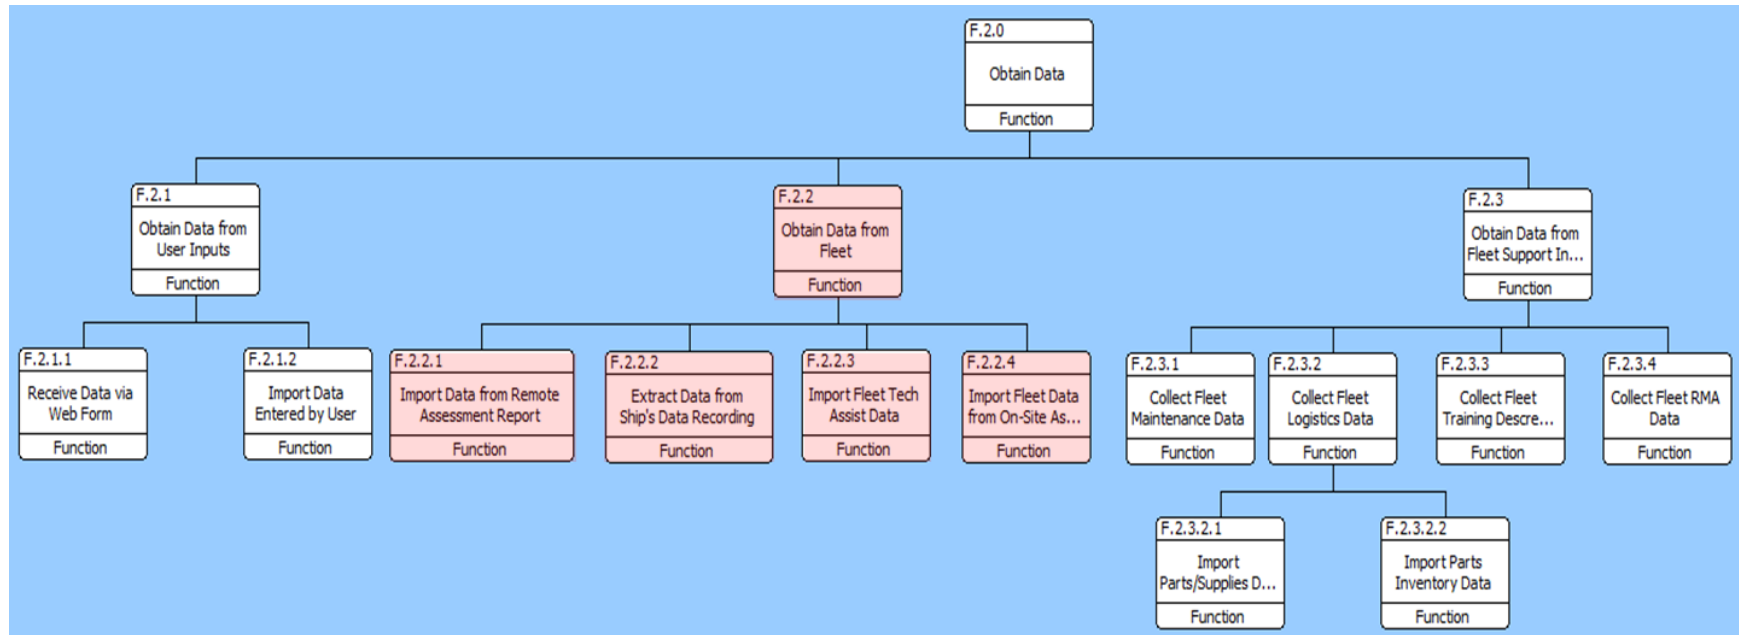 F.2.0
Obtain Data
Function
F.2.1
Obtain Data from
User Inputs
Function
F.2.2
Obtain Data from
Fleet
Function
F.2.3
Obtain Data from
Fleet Support In...
Function
F.2.1.1
Receive Data via
Web Form
Function
F.2.1.2
Import Data
Entered by User
Function
F.2.2.1
Import Data from Remote
Assessment Report
Function
F.2.2.2
Extract Data from
Ship's Data Recording
Function
F.2.2.3
Import Fleet Tech
Assist Data
Function
F.2.2.4
Import Fleet Data
from On-Site As...
Function
F.2.3.1
Collect Fleet
Maintenance Data
Function
F.2.3.2
Collect Fleet
Logistics Data
Function
F.2.3.3
Collect Fleet
Training Descre...
Function
F.2.3.4
Collect Fleet RMA
Data
Function
F.2.3.2.1
Import
Parts/Supplies D...
Function
F.2.3.2.2
Import Parts
Inventory Data
Function